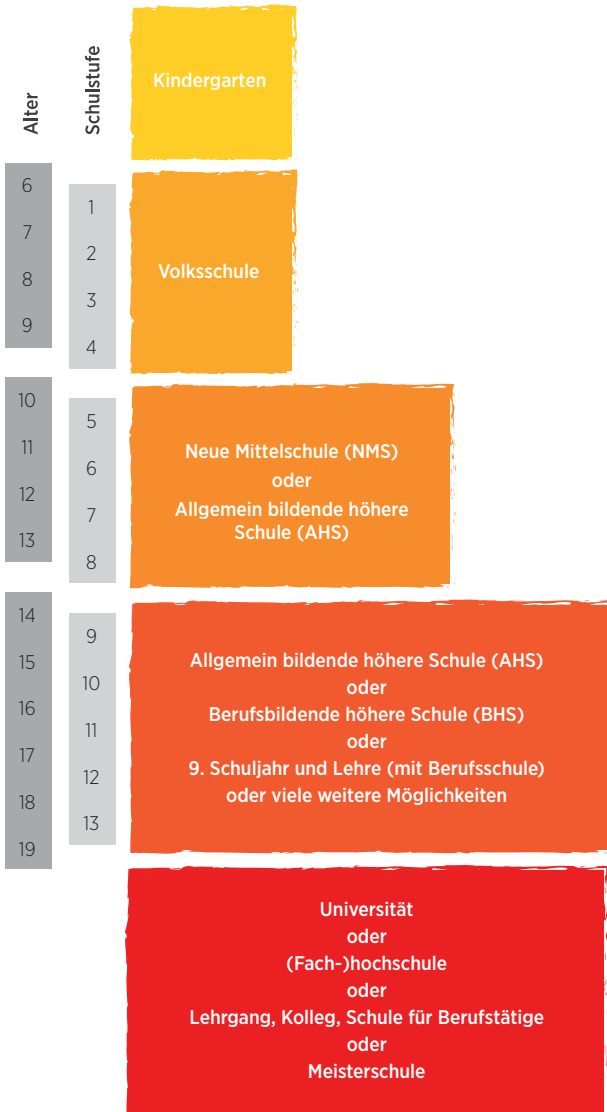 Alter
Schulstufe
Kindergarten
6
7
8
9
1
2
3
4
Volksschule
10
11
12
13
5
6
7
8
Neue Mittelschule (NMS)
oder
Allgemein bildende höhere
Schule (AHS)
14
15
16
17
18
19
9
10
11
12
13
Allgemein bildende höhere Schule (AHS)
oder
Berufsbildende höhere Schule (BHS)
oder
9. Schuljahr und Lehre (mit Berufsschule)
oder viele weitere Möglichkeiten
Universität
oder
(Fach-)hochschule
oder
Lehrgang, Kolleg, Schule für Berufstätige
oder
Meisterschule